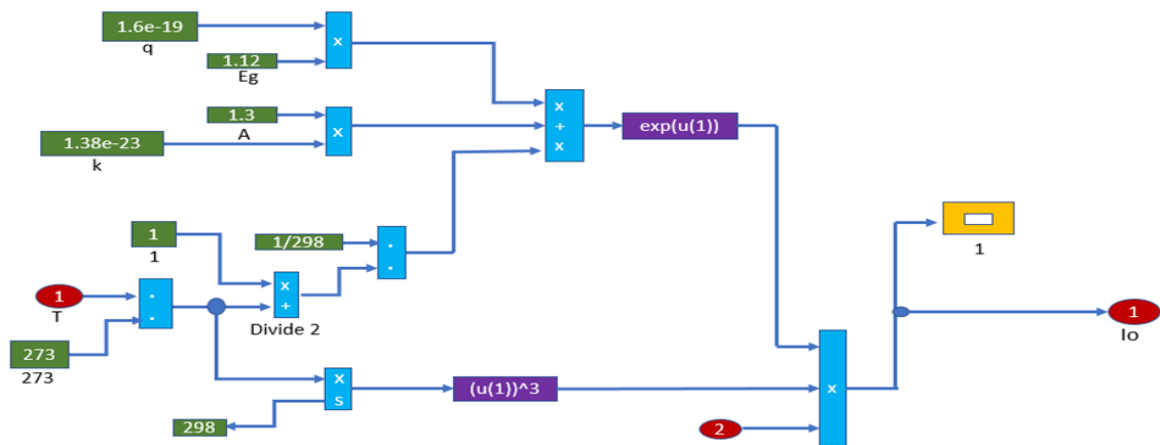 1.6e-19
q
x
1.12
Eg
1.3
A
x
1.38e-23
k
x
+
x
exp(u(1))
1
1
1/298
.
.
x
+
Divide 2
1
T
.
.
273
273
X
s
298
(u(1))^3
2
x
1
1
Io